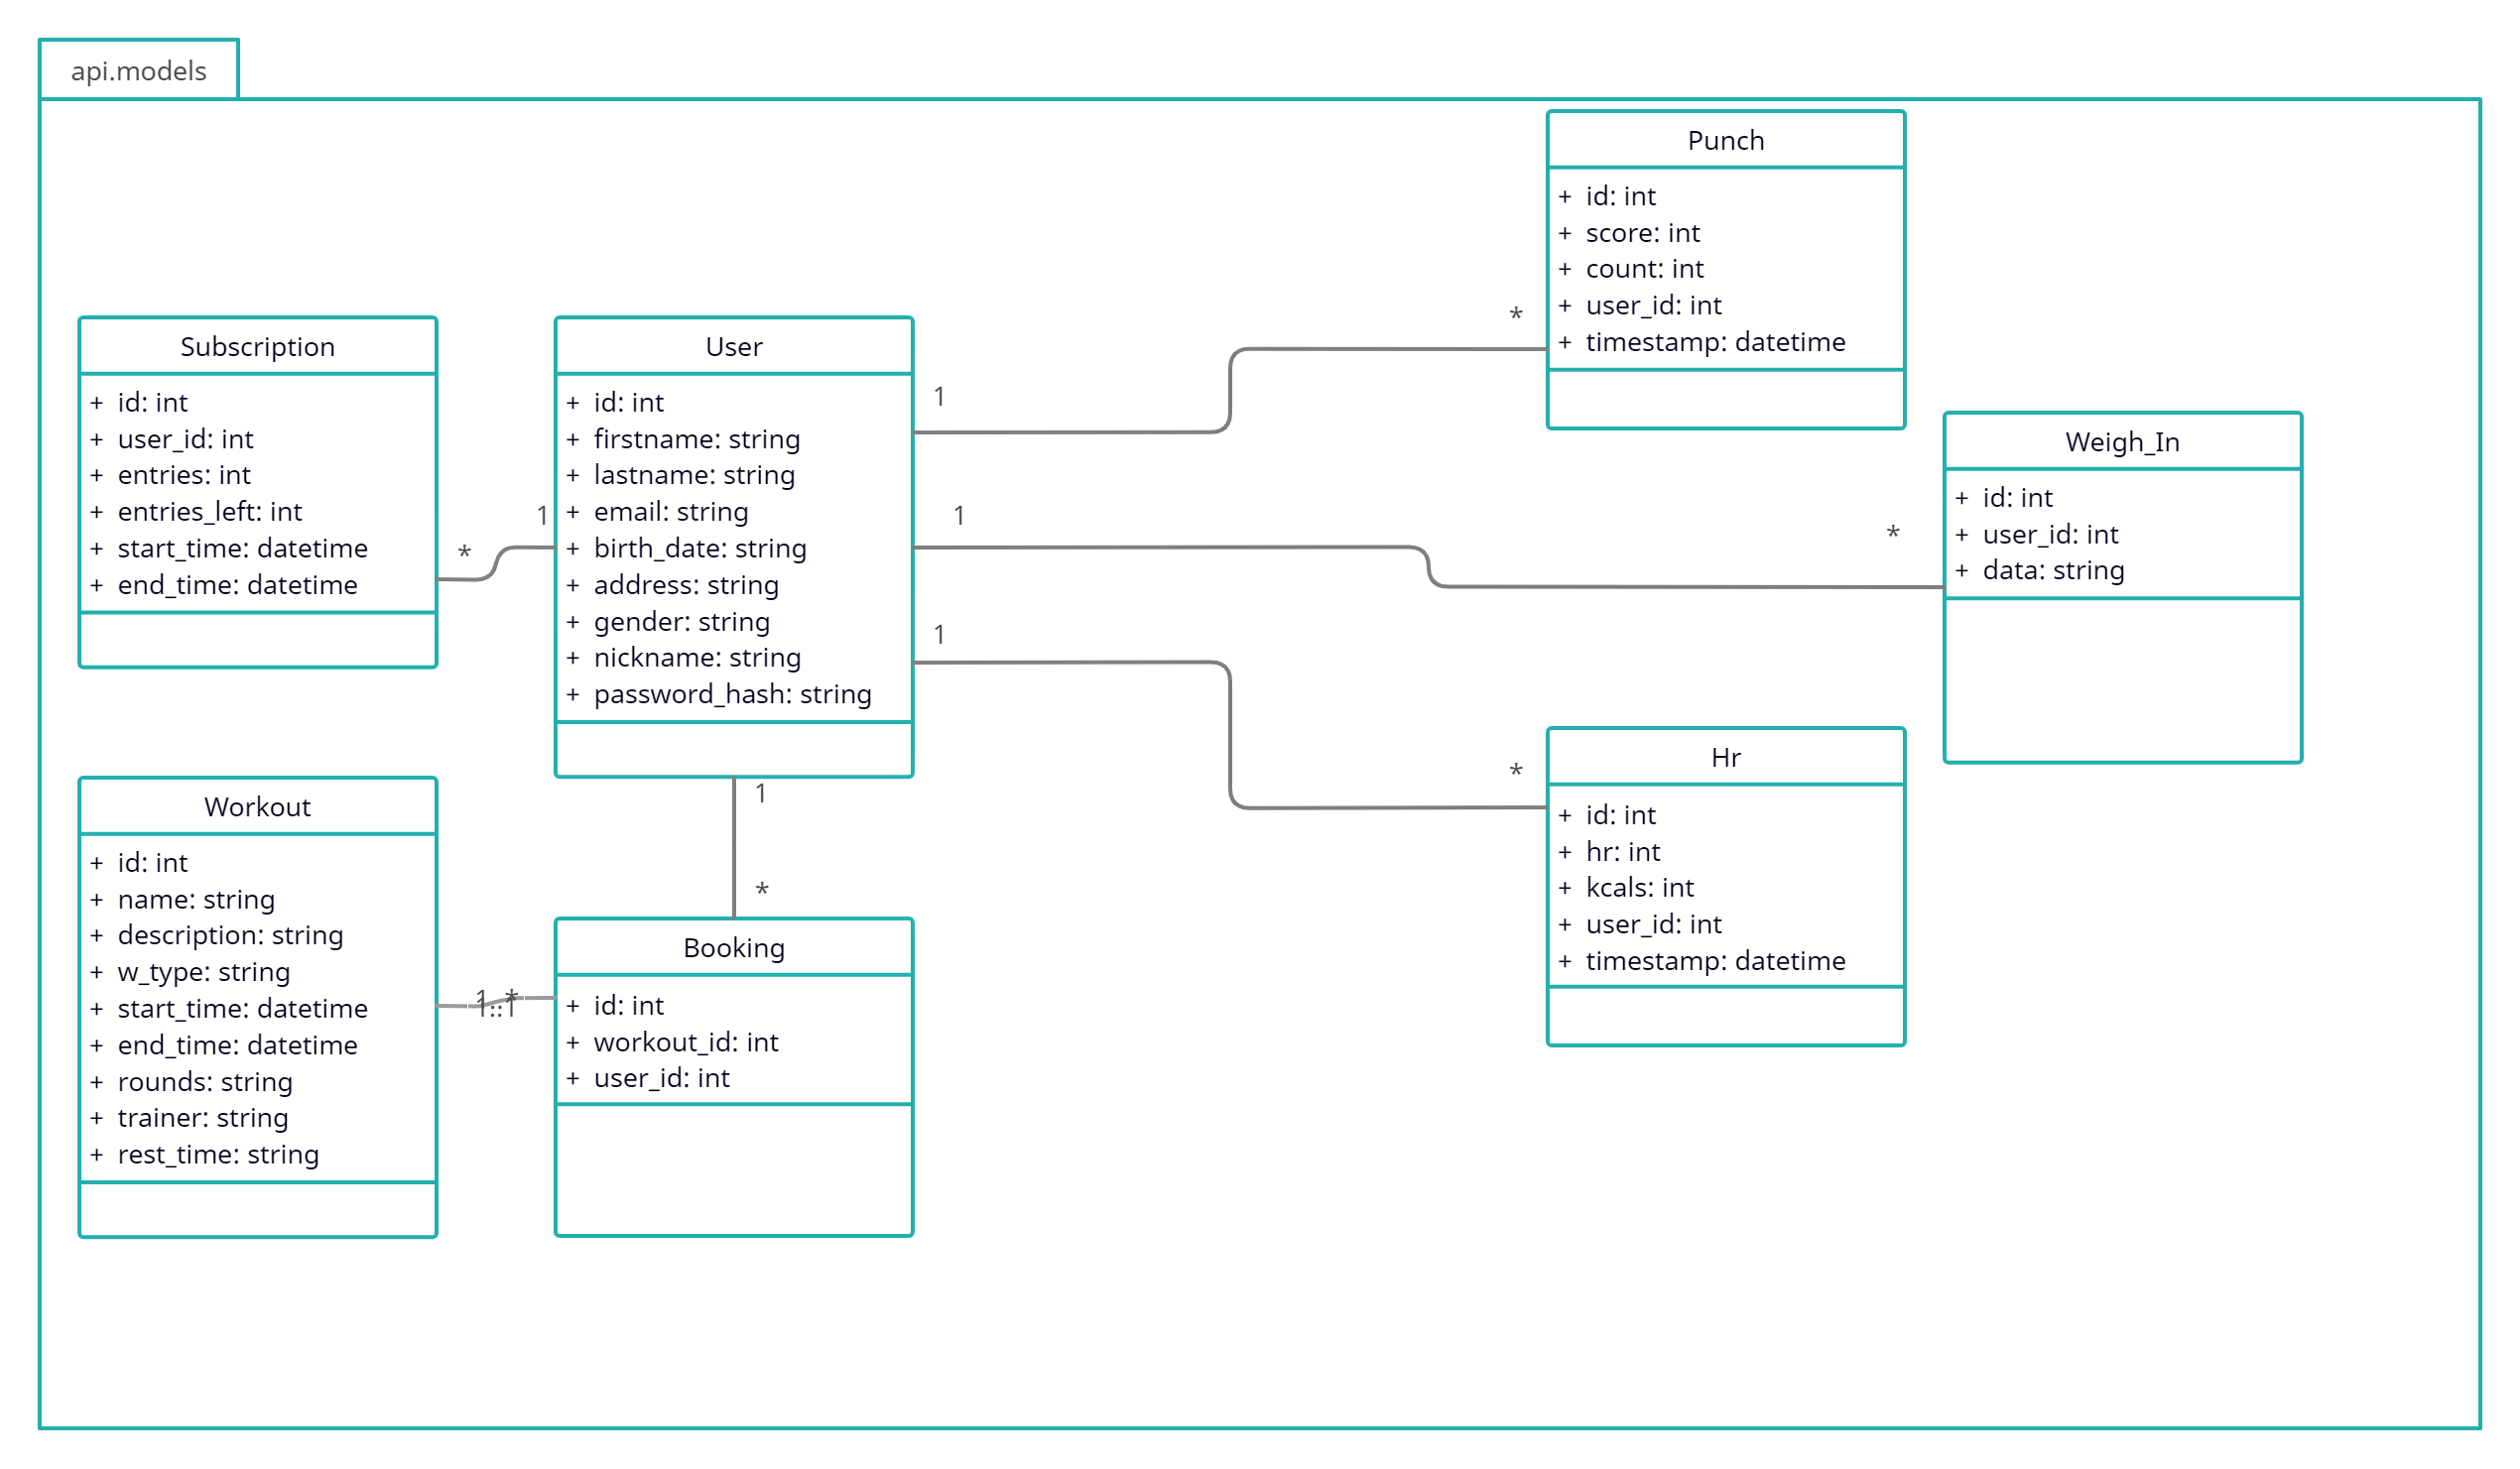 api.models
Punch
+ id: int
+ score: int
+ count: int
+ user_id: int
+ timestamp: datetime
Subscription
+ id: int
+ user_id: int
+ entries: int
+ entries_left: int
+ start_time: datetime
+ end_time: datetime
*
1
User
+ id: int
+ firstname: string
+ lastname: string
+ email: string
+ birth_date: string
+ address: string
+ gender: string
+ nickname: string
+ password_hash: string
1
*
1
*
1
*
Weigh_In
+ id: int
+ user_id: int
+ data: string
Hr
+ id: int
+ hr: int
+ kcals: int
+ user_id: int
+ timestamp: datetime
1
*
Workout
+ id: int
+ name: string
+ description: string
+ w_type: string
+ start_time: datetime
+ end_time: datetime
+ rounds: string
+ trainer: string
+ rest_time: string
1..1
Booking
+ id: int
+ workout_id: int
+ user_id: int